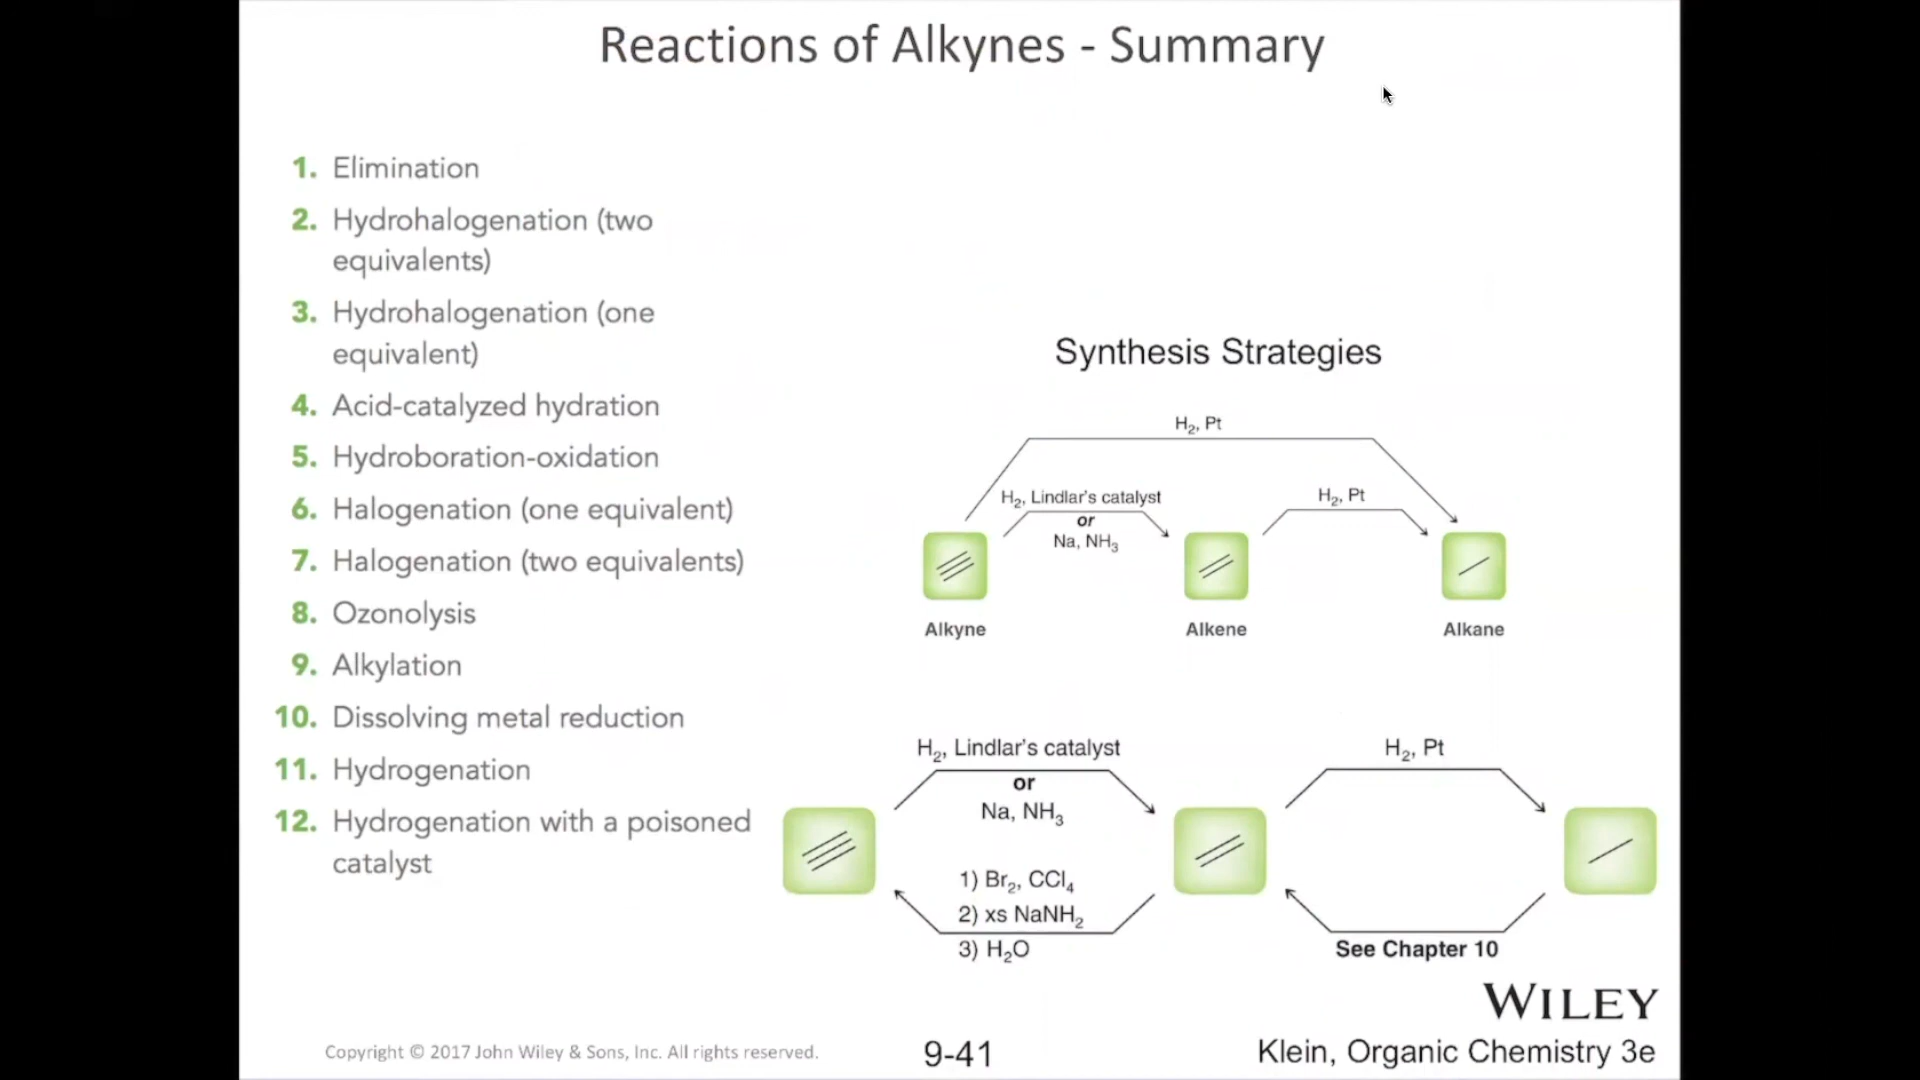 Reactions of Alkynes - Summary
1. Elimination
2. Hydrohalogenation (two
equivalents)
3. Hydrohalogenation (one
equivalent)
4. Acid-catalyzed hydration
5. Hydroboration-oxidation
6. Halogenation (one equivalent)
7. Halogenation (two equivalents)
8. Ozonolysis
9. Alkylation
10. Dissolving metal reduction
11. Hydrogenation
12. Hydrogenation with a poisoned
catalyst
Synthesis Strategies
H₂, Pt
H₂, Lindlar's catalyst
or
Na, NH₃
H₂, Pt
Alkyne
Alkene
Alkane
H₂, Lindlar's catalyst
or
Na, NH₃
H₂, Pt
1) Br₂, CCl₄
2) xs NaNH₂
3) H₂O
See Chapter 10
WILEY
Copyright © 2017 John Wiley & Sons, Inc. All rights reserved.
9-41
Klein, Organic Chemistry 3e